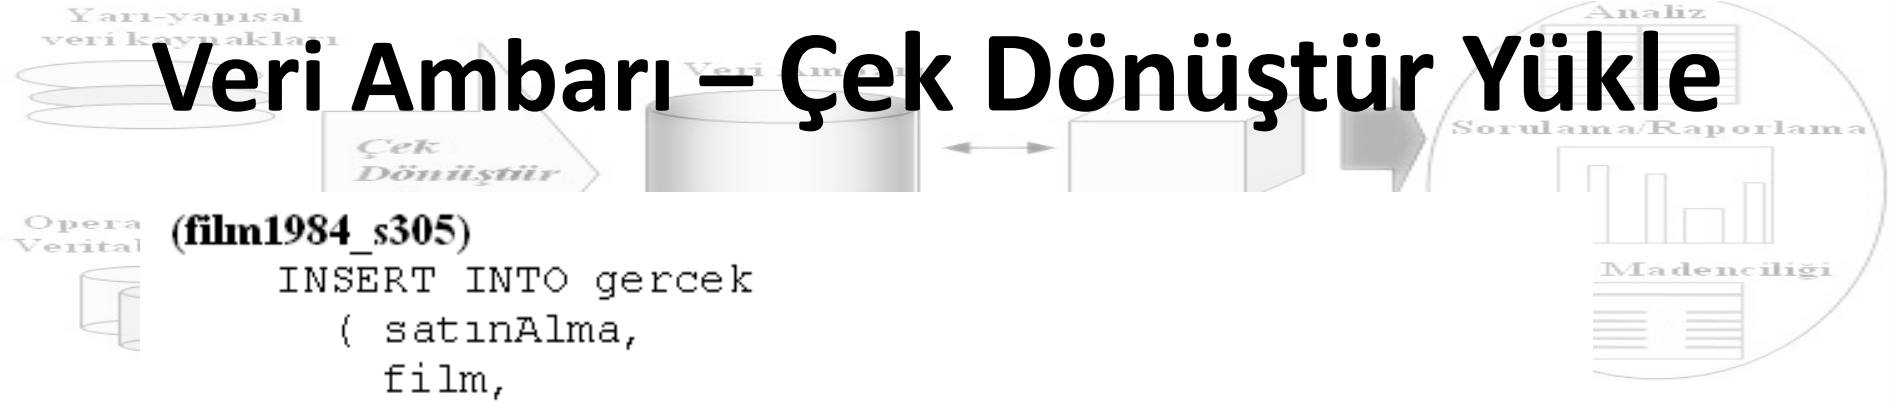 Yarı-yapısal
veri kaynakları
Veri Ambarı – Çek Dönüştür Yükle
Analiz
Sorulama/Raporlama
Çek
Dönüştür
Madenciliği
(film1984_s305)
INSERT INTO gercek
( satınAlma,
film,